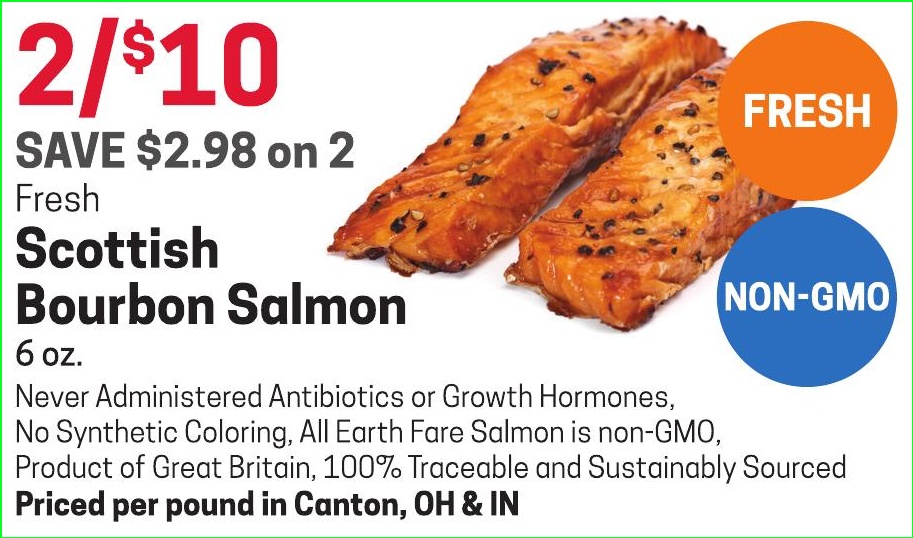 2/$10
SAVE $2.98 on 2
Fresh
Scottish
Bourbon Salmon
6 oz.
Never Administered Antibiotics or Growth Hormones,
No Synthetic Coloring, All Earth Fare Salmon is non-GMO,
Product of Great Britain, 100% Traceable and Sustainably Sourced
Priced per pound in Canton, OH & IN
FRESH
NON-GMO